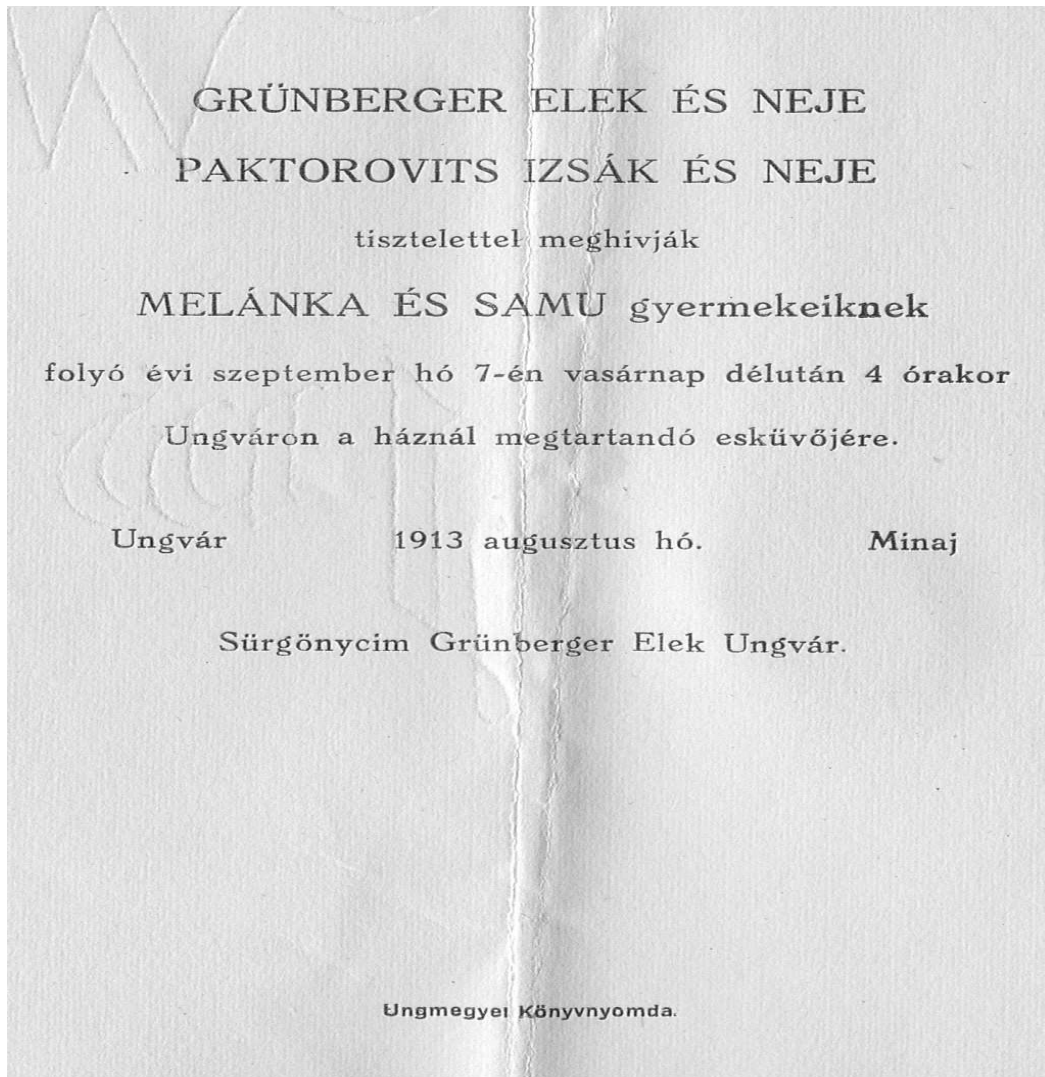 GRÜNBERGER ELEK ÉS NEJE
PAKTOROVITS IZSÁK ÉS NEJE
tisztelettel meghivják
MELÁNKA ÉS SAMU gyermekeiknek
folyó évi szeptember hó 7-én vasárnap délután 4 órakor
Ungváron a háznál megtartandó esküvőjére.
Ungvár 1913 augusztus hó. Minaj
Sürgönycim Grünberger Elek Ungvár.
Ungmegyei Könyvnyomda.